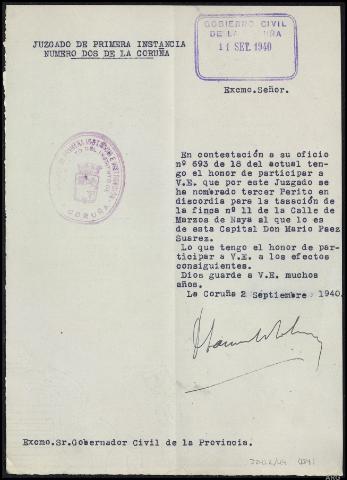 JUZGADO DE PRIMERA INSTANCIA
NUMERO DOS DE LA CORUÑA
GOBIERNO CIVIL
DE LA CORUÑA
11 SET. 1940
Excmo.Señor.
En contestación a su oficio
nº 693 de 18 del actual ten-
go el honor de participar a
V.E. que por este Juzgado se
ha nombrado tercer Perito en
discordia para la tasación de
la finca nº 11 de la Calle de
Marzos de Naya al que lo es
de esta Capital Don Mario Paez
Suarez.
Lo que tengo el honor de par-
ticipar a V.E. a los efectos
consiguientes.
Dios guarde a V.E. muchos
años.
La Coruña 2 Septiembre 1940.
CORUÑA
Excmo.Sr.Gobernador Civil de la Provincia.